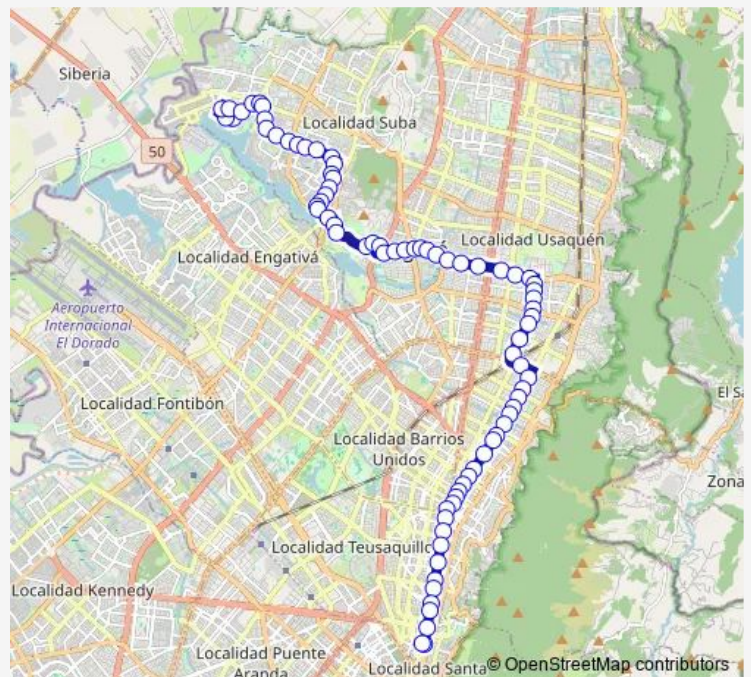 Siberia
Localidad Suba
50
Localidad Usaquén
Localidad Engativá
Aeropuerto
Internacional
El Dorado
Localidad Fontibón
Localidad Barrios
Unidos
Zona
Localidad Teusaquillo
Localidad Kennedy
Localidad Puente
Aranda
Localidad Santa
© OpenStreetMap contributors